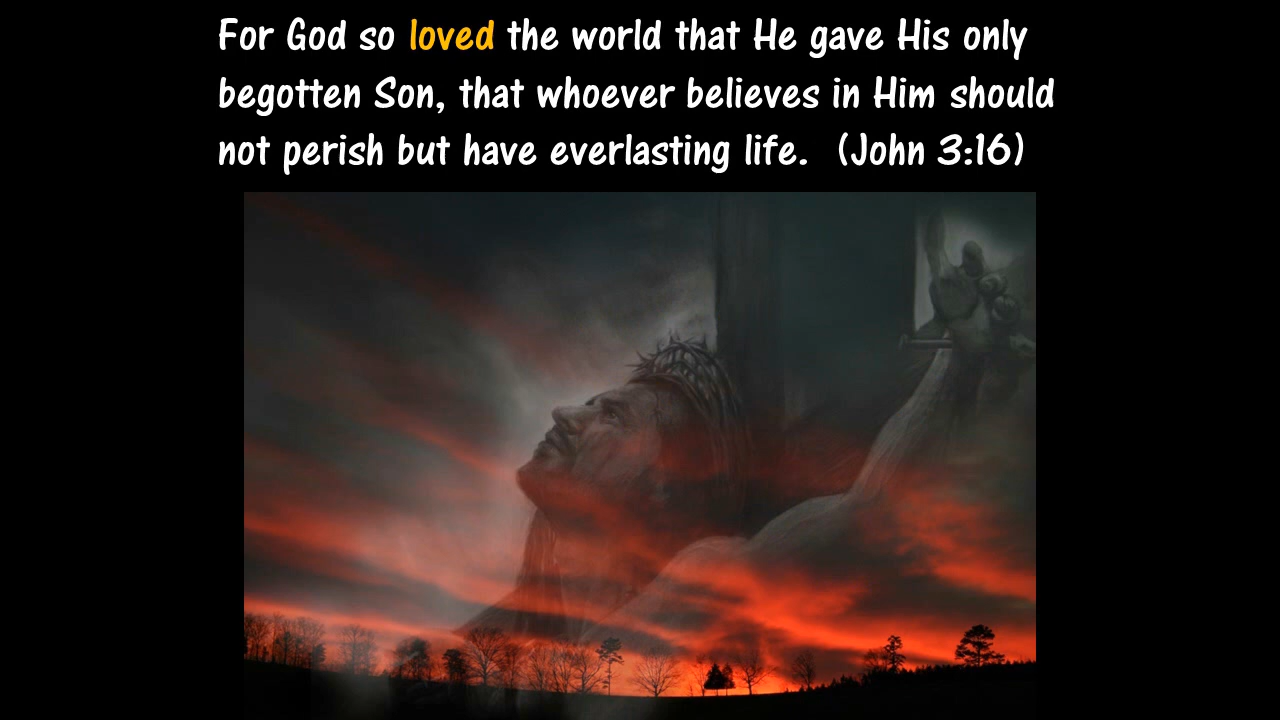 For God so loved the world that He gave His only
begotten Son, that whoever believes in Him should
not perish but have everlasting life.  (John 3:16)